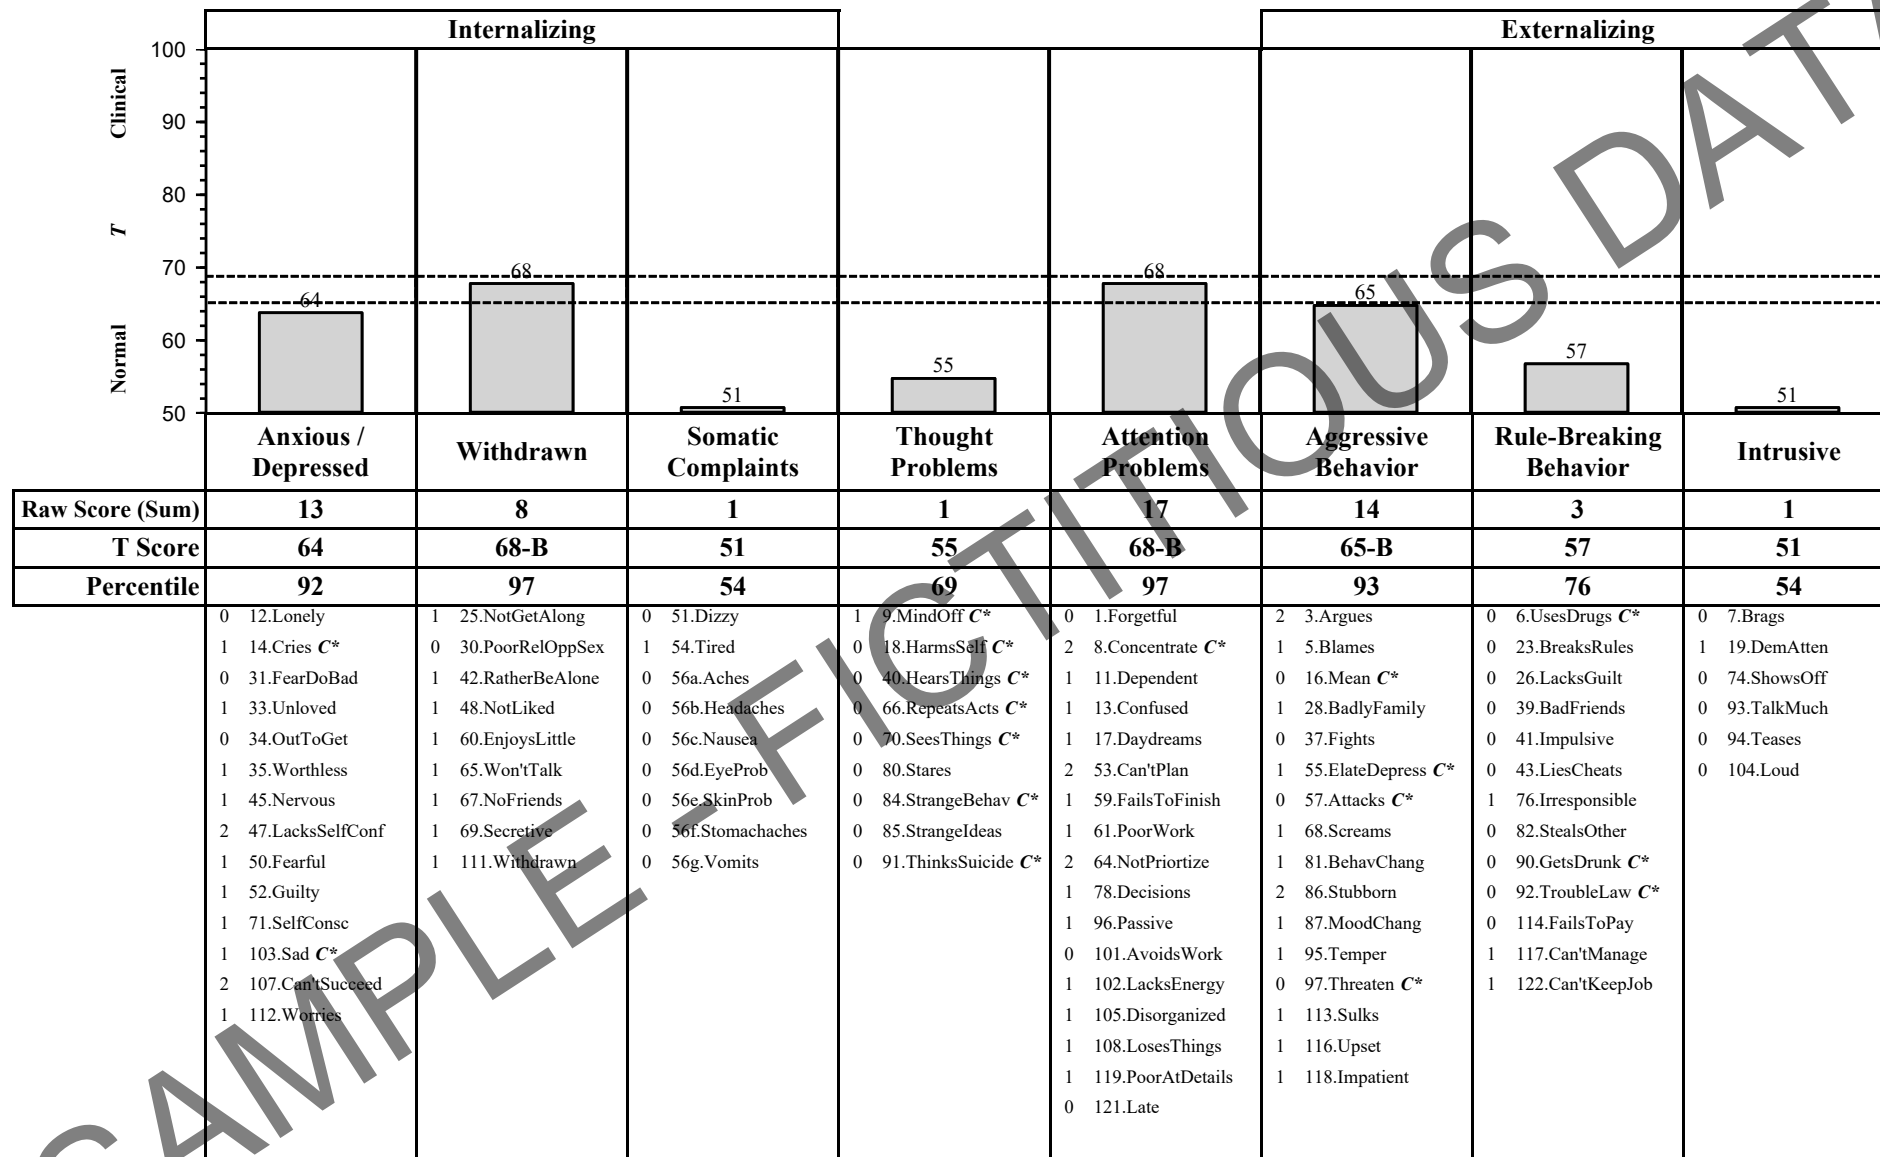 Internalizing Externalizing
100
90
80
70
60
50
Clinical
T
Normal
64 68 51 55 68 65 57 51
Anxious / Depressed
Withdrawn
Somatic Complaints
Thought Problems
Attention Problems
Aggressive Behavior
Rule-Breaking Behavior
Intrusive
Raw Score (Sum) 13 8 1 1 17 14 3 1
T Score 64 68-B 51 55 68-B 65-B 57 51
Percentile 92 97 54 69 97 93 76 54
0 12.Lonely
1 14.Cries C*
0 31.FearDoBad
1 33.Unloved
0 34.OutToGet
1 35.Worthless
1 45.Nervous
2 47.LacksSelfConf
1 50.Fearful
1 52.Guilty
1 71.SelfConsc
1 103.Sad C*
2 107.Can'tSucceed
1 112.Worries
1 25.NotGetAlong
0 30.PoorRelOppSex
1 42.RatherBeAlone
1 48.NotLiked
1 60.EnjoysLittle
1 65.Won'tTalk
1 67.NoFriends
1 69.Secretive
1 111.Withdrawn
0 51.Dizzy
1 54.Tired
0 56a.Aches
0 56b.Headaches
0 56c.Nausea
0 56d.EyeProb
0 56e.SkinProb
0 56f.Stomachaches
0 56g.Vomits
1 9.MindOff C*
0 18.HarmsSelf C*
0 40.HearsThings C*
0 66.RepeatsActs C*
0 70.SeesThings C*
0 80.Stares
0 84.StrangeBehav C*
0 85.StrangeIdeas
0 91.ThinksSuicide C*
0 1.Forgetful
2 8.Concentrate C*
1 11.Dependent
1 13.Confused
1 17.Daydreams
2 53.Can'tPlan
1 59.FailsToFinish
1 61.PoorWork
2 64.NotPriortize
1 78.Decisions
1 96.Passive
0 101.AvoidsWork
1 102.LacksEnergy
1 105.Disorganized
1 108.LosesThings
1 119.PoorAtDetails
0 121.Late
2 3.Argues
1 5.Blames
0 16.Mean C*
1 28.BadlyFamily
0 37.Fights
1 55.ElateDepress C*
0 57.Attacks C*
1 68.Screams
1 81.BehavChang
2 86.Stubborn
1 87.MoodChang
1 95.Temper
0 97.Threaten C*
1 113.Sulks
1 116.Upset
1 118.Impatient
0 6.UsesDrugs C*
0 23.BreaksRules
0 26.LacksGuilt
0 39.BadFriends
0 41.Impulsive
0 43.LiesCheats
1 76.Irresponsible
0 82.StealsOther
0 90.GetsDrunk C*
0 92.TroubleLaw C*
0 114.FailsToPay
1 117.Can'tManage
1 122.Can'tKeepJob
0 7.Brags
1 19.DemAtten
0 74.ShowsOff
0 93.TalkMuch
0 94.Teases
0 104.Loud
SAMPLE - FICTITIOUS DATA